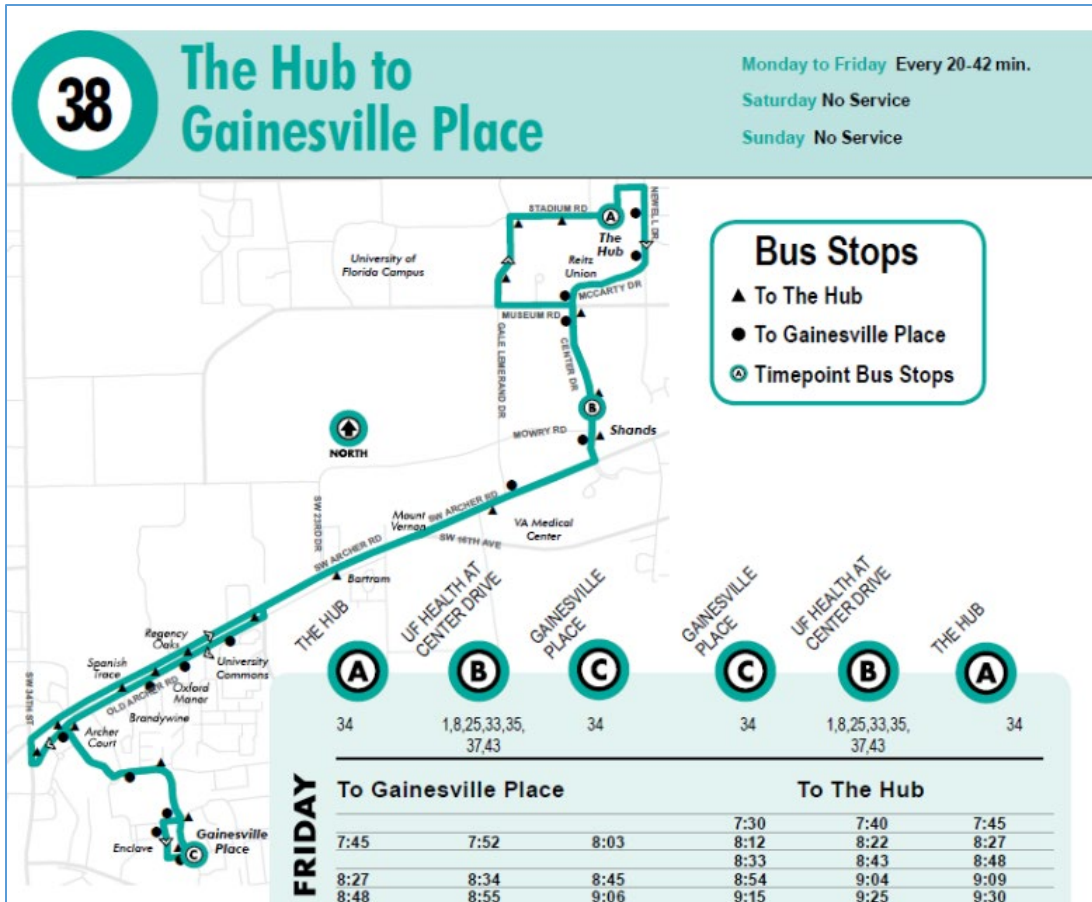 38
The Hub to
Gainesville Place
Monday to Friday Every 20-42 min.
Saturday No Service
Sunday No Service
STADIUM RD
NEWELL DR
A
The
Hub
University of
Florida Campus
Reitz
Union
MCCARTY DR
MUSEUM RD
GALE LEMERAND DR
CENTER DR
B
MOWRY RD
Shands
NORTH
Bus Stops
To The Hub
To Gainesville Place
A Timepoint Bus Stops
SW 23RD DR
Mount
Vernon
SW ARCHER RD
VA Medical
Center
SW 16TH AVE
SW ARCHER RD
Bartram
Regency
Oaks
University
Commons
Spanish
Trace
Oxford
Manor
OLD ARCHER RD
Brandywine
SW 34TH ST
Archer
Court
Enclave
Gainesville
Place
C
THE HUB
UF HEALTH AT
CENTER DRIVE
GAINESVILLE
PLACE
GAINESVILLE
PLACE
UF HEALTH AT
CENTER DRIVE
THE HUB
A B C C B A
34 1,8,25,33,35, 34 34 1,8,25,33,35, 34
37,43 37,43
FRIDAY
To Gainesville Place To The Hub
7:30 7:40 7:45
7:45 7:52 8:03 8:12 8:22 8:27
8:33 8:43 8:48
8:27 8:34 8:45 8:54 9:04 9:09
8:48 8:55 9:06 9:15 9:25 9:30